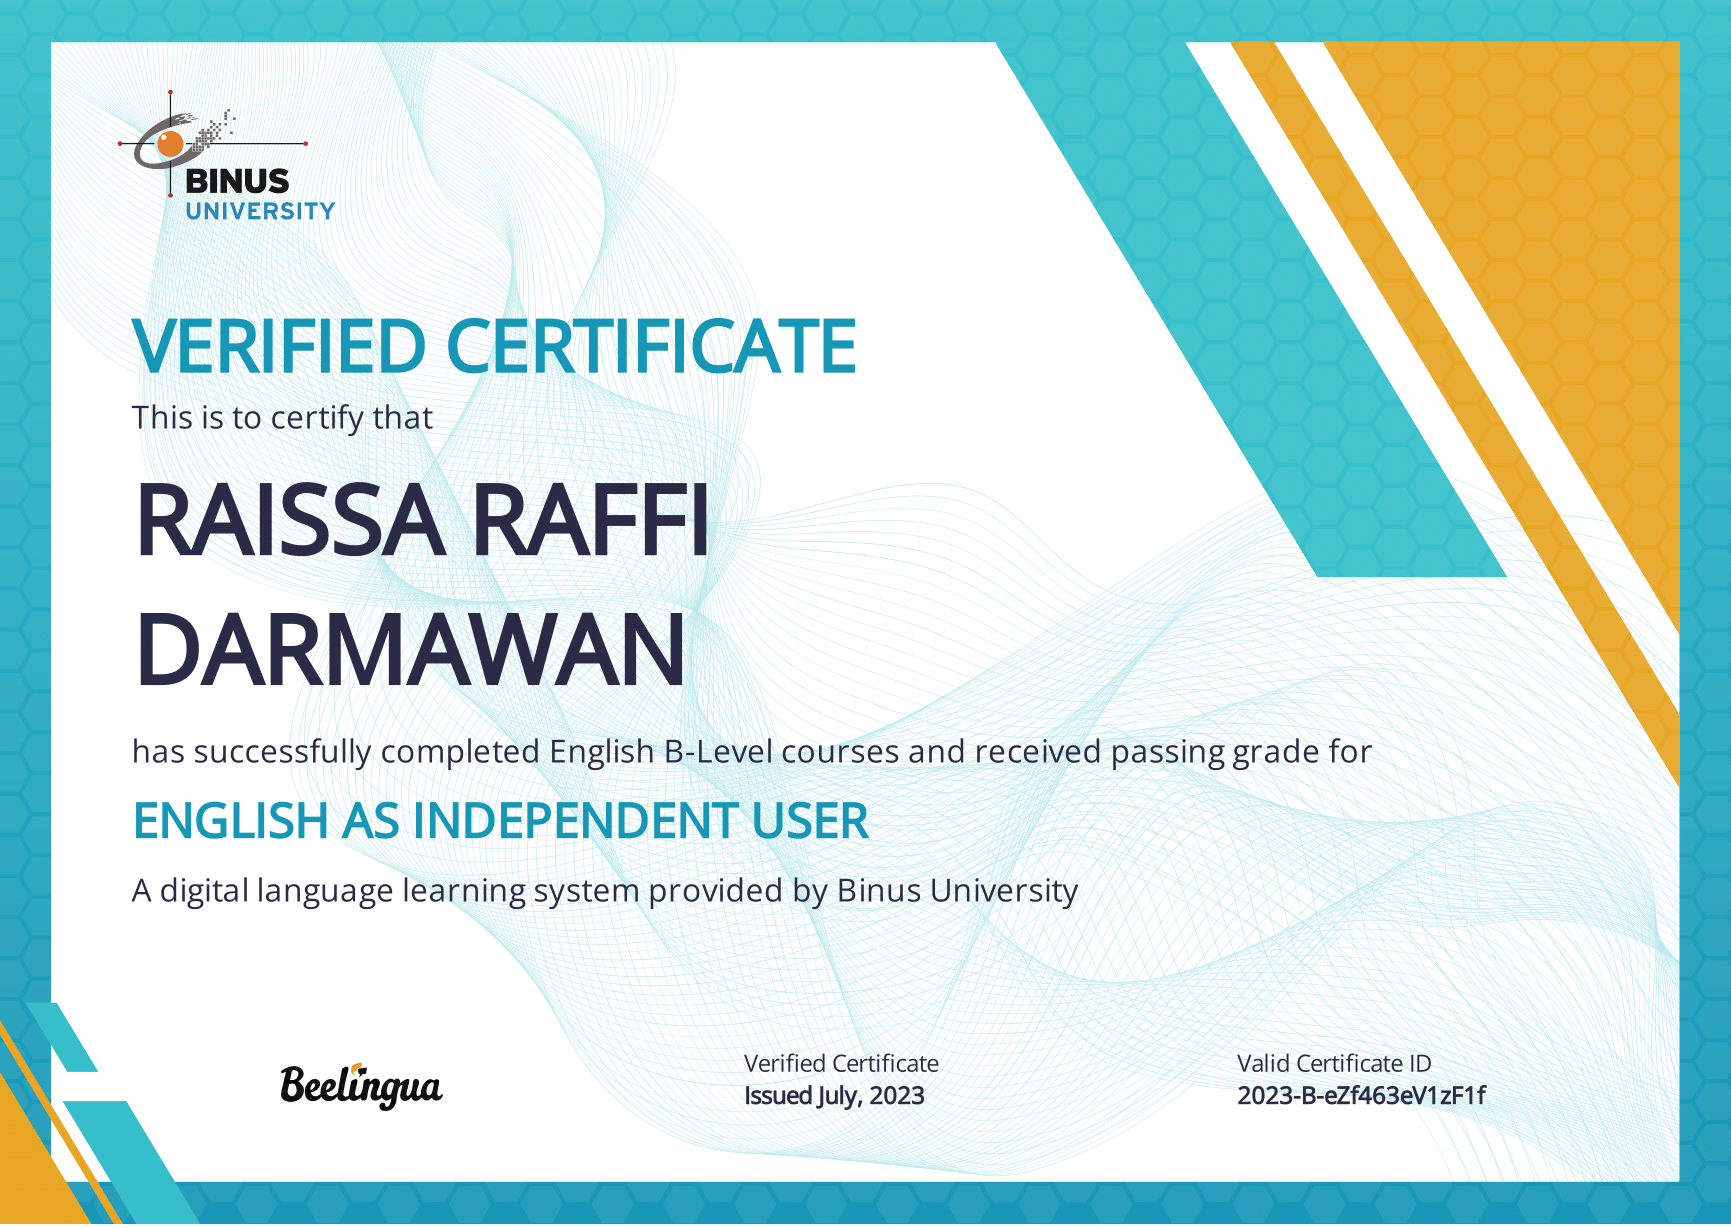 BINUS
UNIVERSITY
VERIFIED CERTIFICATE
This is to certify that
RAISSA RAFFI
DARMAWAN
has successfully completed English B-Level courses and received passing grade for
ENGLISH AS INDEPENDENT USER
A digital language learning system provided by Binus University
Beelingua
Verified Certificate
Issued July, 2023
Valid Certificate ID
2023-B-eZf463eV1zF1f